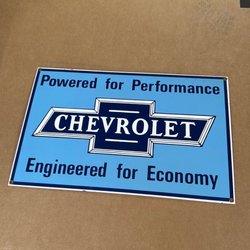 Powered for Performance
CHEVROLET
Engineered for Economy